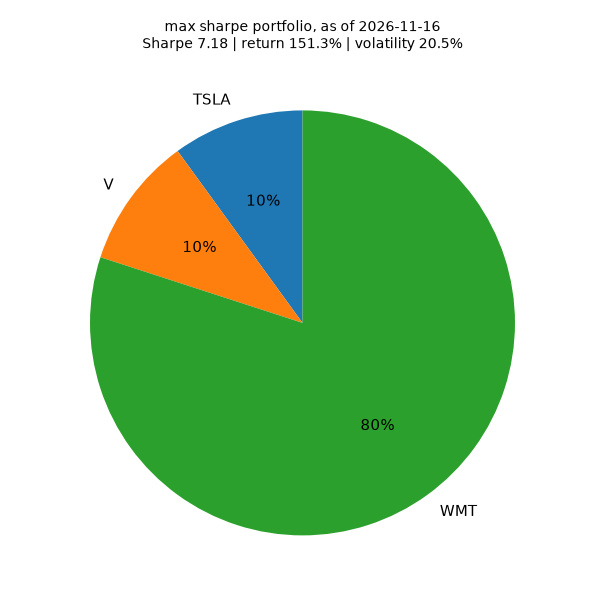 max sharpe portfolio, as of 2026-11-16
Sharpe 7.18 | return 151.3% | volatility 20.5%
TSLA
V
10%
10%
80%
WMT